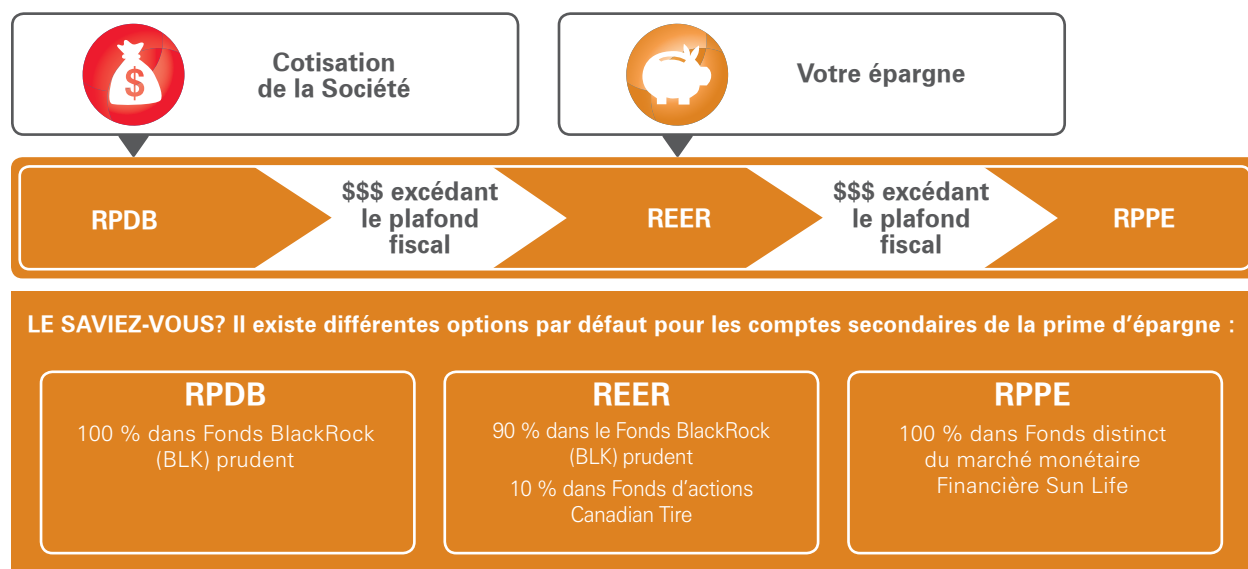 $
Cotisation
de la Société
Votre épargne
RPDB
$$$ excédant
le plafond
fiscal
REER
$$$ excédant
le plafond
fiscal
RPPE
LE SAVIEZ-VOUS? Il existe différentes options par défaut pour les comptes secondaires de la prime d’épargne :
RPDB
100 % dans Fonds BlackRock
(BLK) prudent
REER
90 % dans le Fonds BlackRock
(BLK) prudent
10 % dans Fonds d’actions
Canadian Tire
RPPE
100 % dans Fonds distinct
du marché monétaire
Financière Sun Life